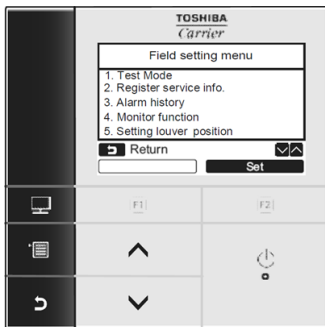 TOSHIBA
Carrier
Field setting menu
1. Test Mode
2. Register service info.
3. Alarm history
4. Monitor function
5. Setting louver position
Return
Set
F1
F2